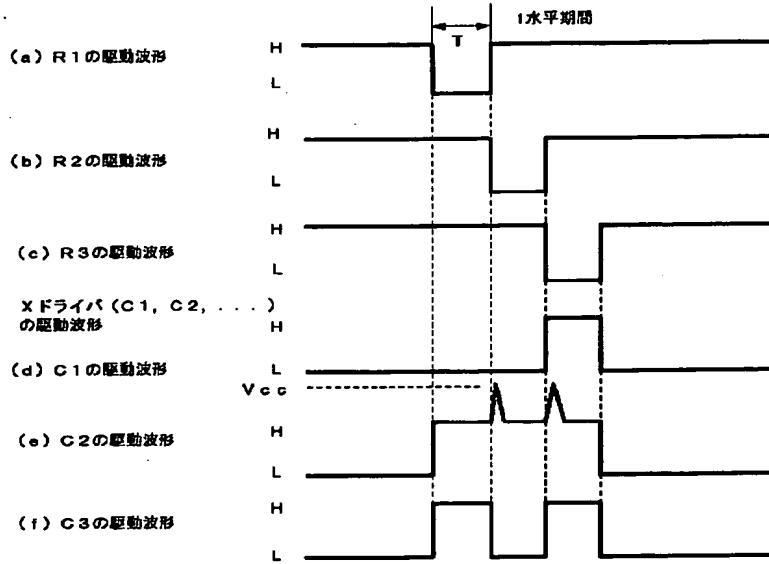 1水平期間
T
(a) R1の駆動波形
H
L
(b) R2の駆動波形
H
L
(c) R3の駆動波形
H
L
Xドライバ (C1, C2, ....)
の駆動波形
H
(d) C1の駆動波形
L
Vcc
(e) C2の駆動波形
H
L
(f) C3の駆動波形
H
L